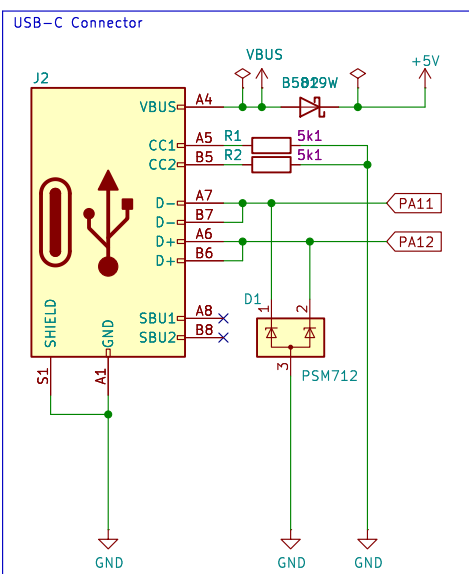 USB-C Connector
VBUS
+5V
J2
VBUS
A4
CC1
A5
R1
5k1
CC2
B5
R2
5k1
D-
A7
PA11
D-
B7
D+
A6
PA12
D+
B6
D1
1
2
SBU1
A8
SBU2
B8
SHIELD
GND
3
PSM712
S1
A1
GND
GND
GND